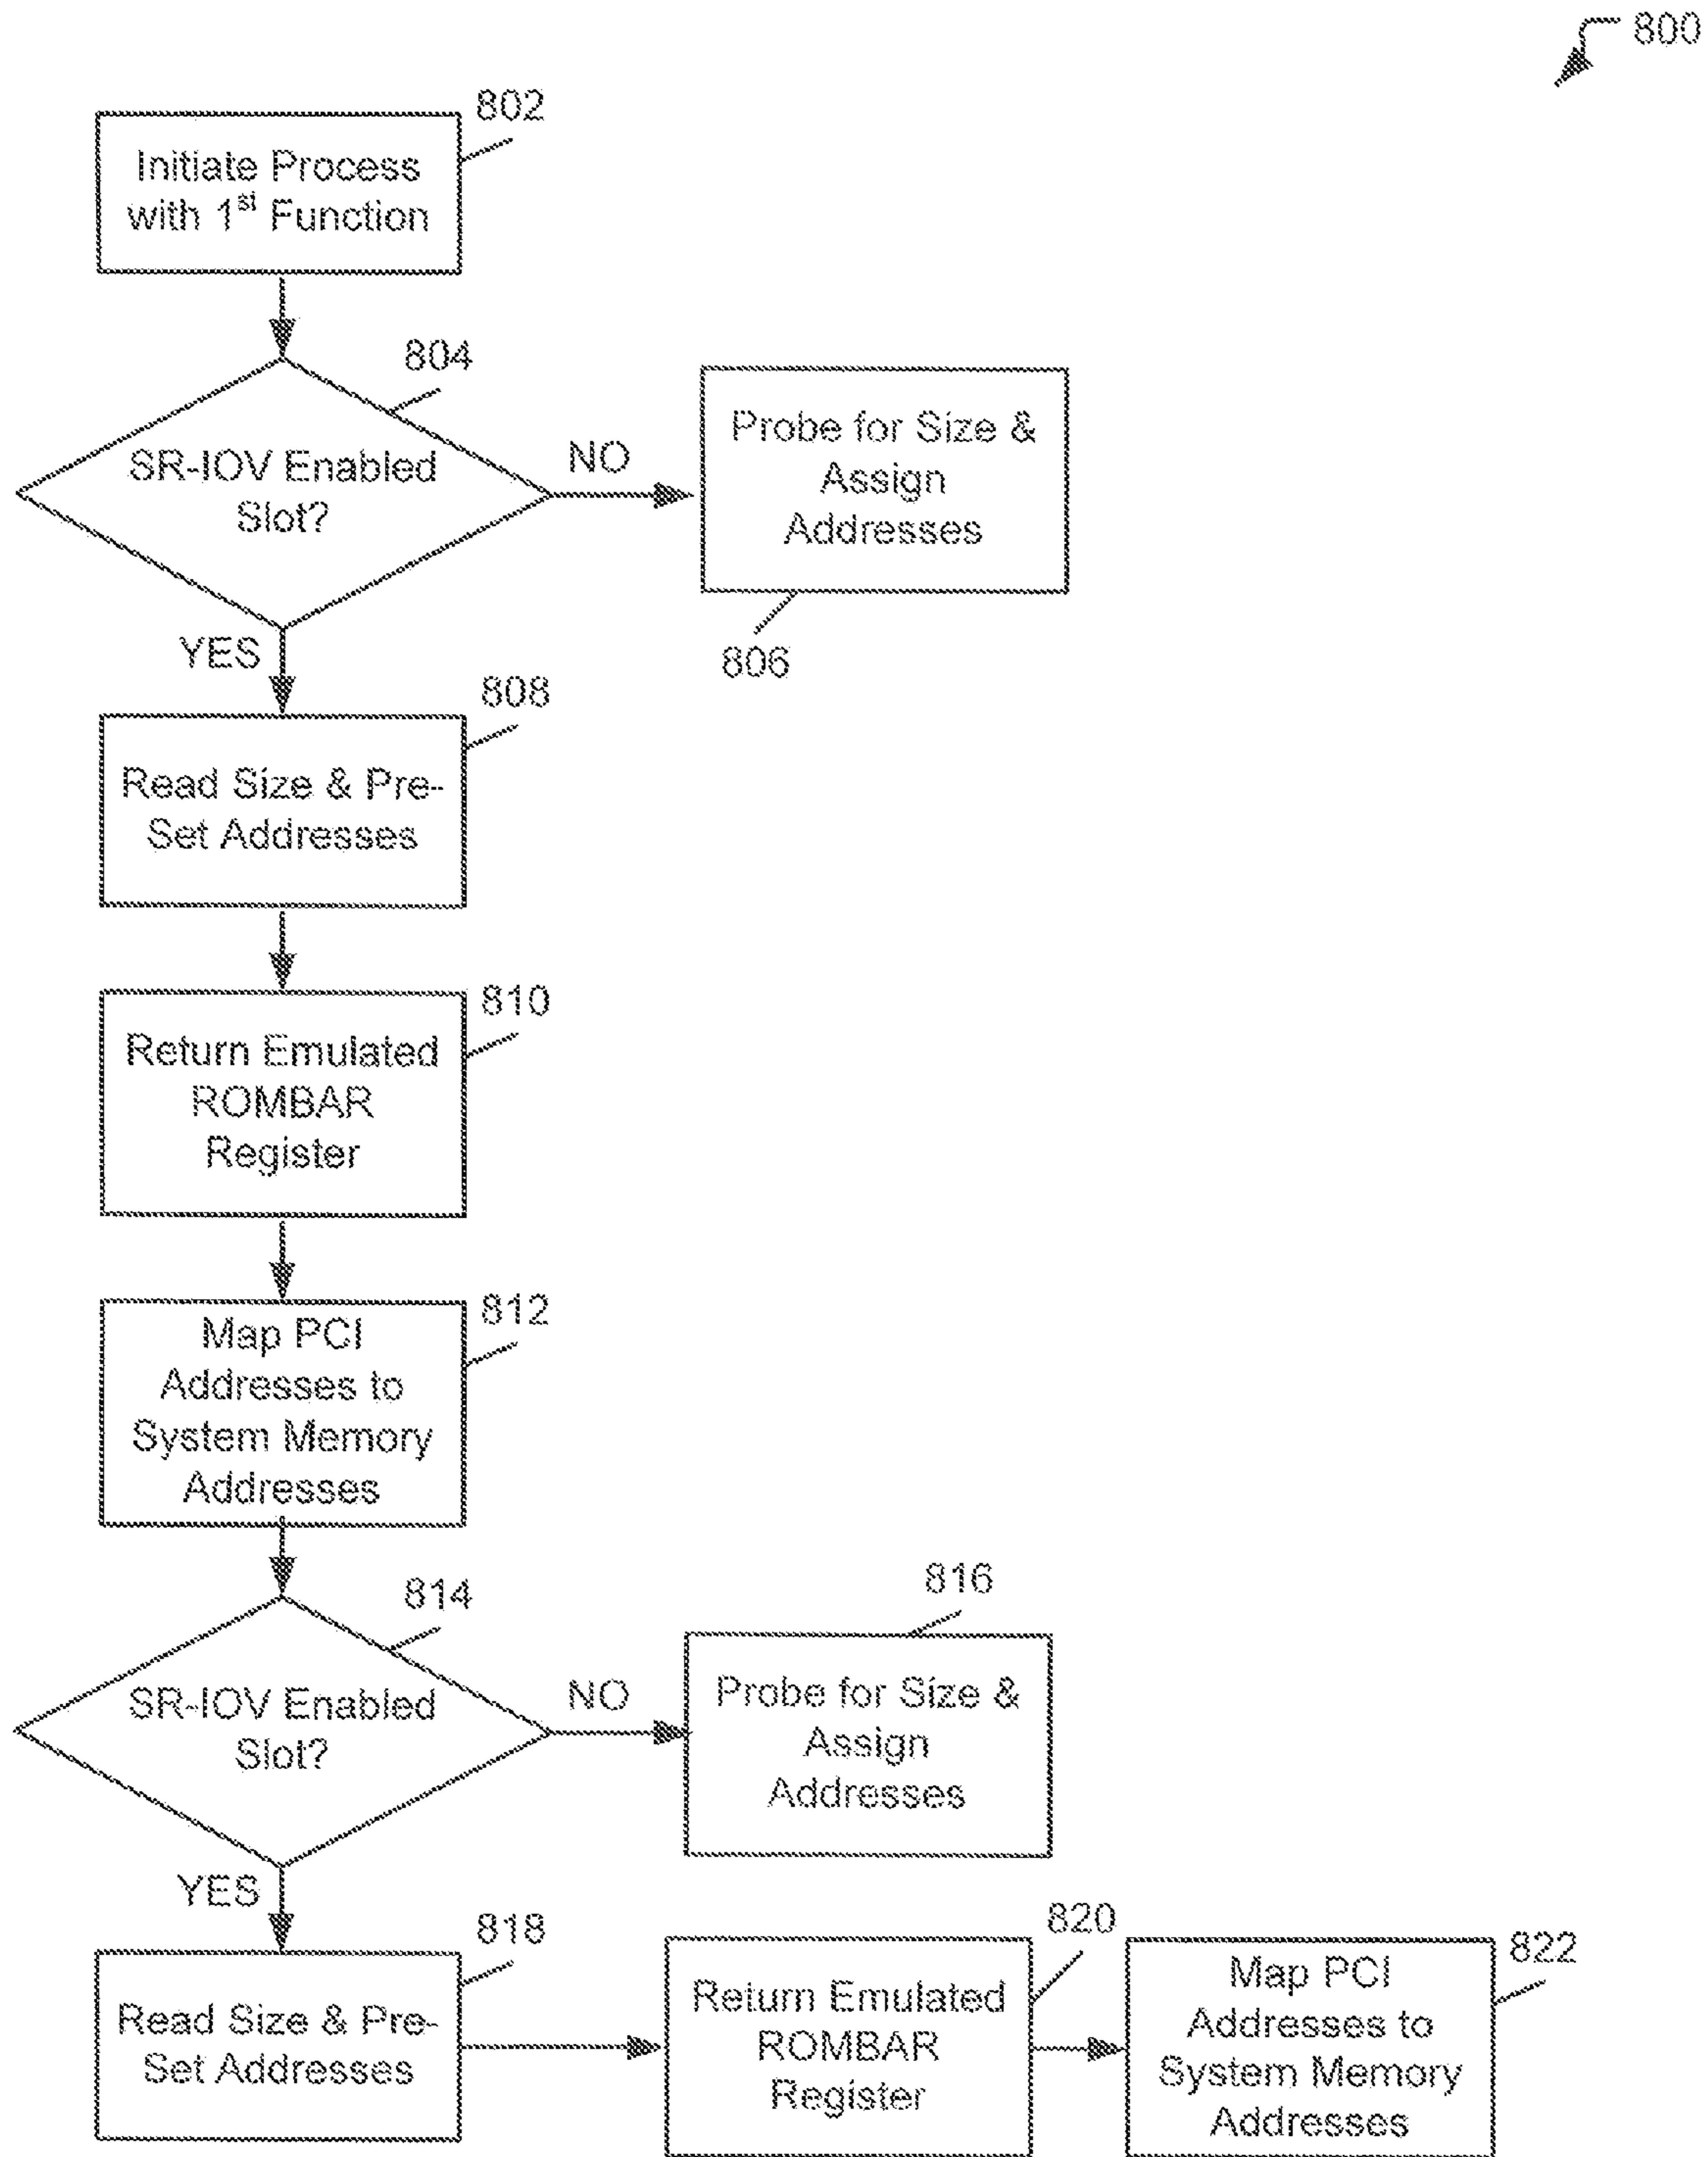 800
802
Initiate Process
with 1st Function
804
SR-IOV Enabled
Slot?
NO
Probe for Size &
Assign
Addresses
806
YES
808
Read Size & Pre-
Set Addresses
810
Return Emulated
ROMBAR
Register
812
Map PCI
Addresses to
System Memory
Addresses
814
SR-IOV Enabled
Slot?
NO
816
Probe for Size &
Assign
Addresses
YES
818
Read Size & Pre-
Set Addresses
820
Return Emulated
ROMBAR
Register
822
Map PCI
Addresses to
System Memory
Addresses